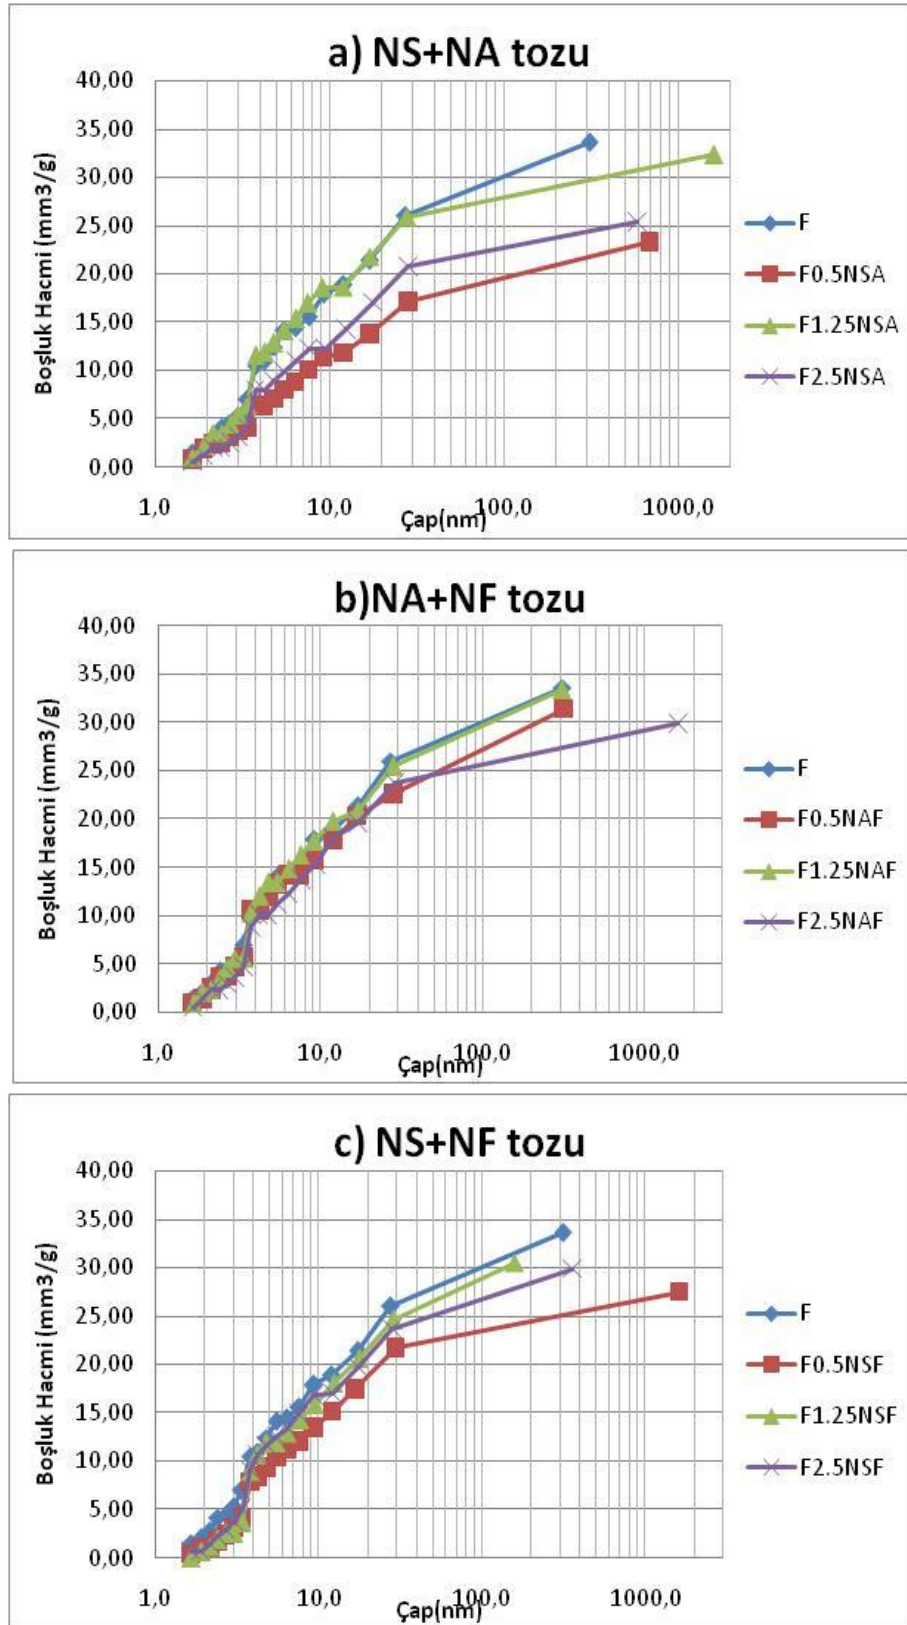 a) NS+NA tozu
40,00
35,00
30,00
25,00
20,00
15,00
10,00
5,00
0,00
Boşluk Hacmi (mm3/g)
1,0 10,0 100,0 1000,0
Çap(nm)
F
F0.5NSA
F1.25NSA
F2.5NSA
b)NA+NF tozu
40,00
35,00
30,00
25,00
20,00
15,00
10,00
5,00
0,00
Boşluk Hacmi (mm3/g)
1,0 10,0 100,0 1000,0
Çap(nm)
F
F0.5NAF
F1.25NAF
F2.5NAF
c) NS+NF tozu
40,00
35,00
30,00
25,00
20,00
15,00
10,00
5,00
0,00
Boşluk Hacmi (mm3/g)
1,0 10,0 100,0 1000,0
Çap(nm)
F
F0.5NSF
F1.25NSF
F2.5NSF